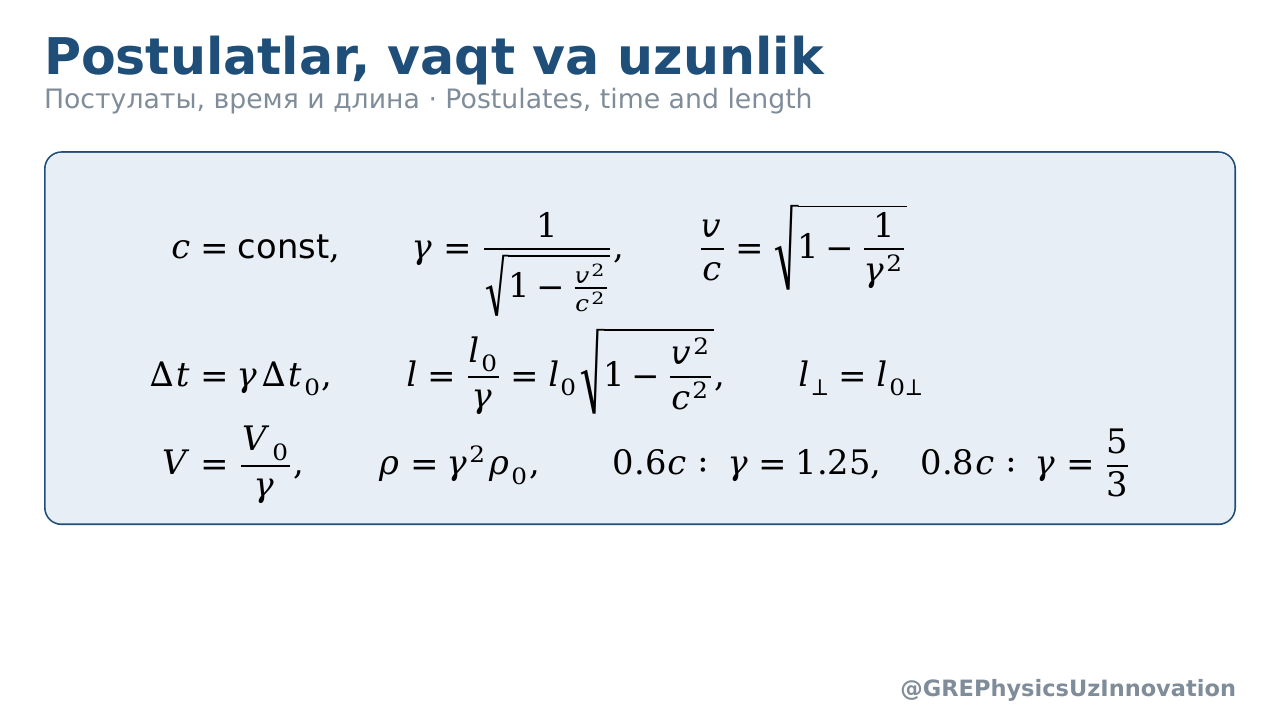 Postulatlar, vaqt va uzunlik
Постулаты, время и длина · Postulates, time and length
c = const, γ = 1/√(1 − v²/c²), v/c = √(1 − 1/γ²)
Δt = γΔt₀, l = l₀/γ = l₀√(1 − v²/c²), l⊥ = l₀⊥
V = V₀/γ, ρ = γ²ρ₀, 0.6c : γ = 1.25, 0.8c : γ = 5/3
@GREPhysicsUzInnovation